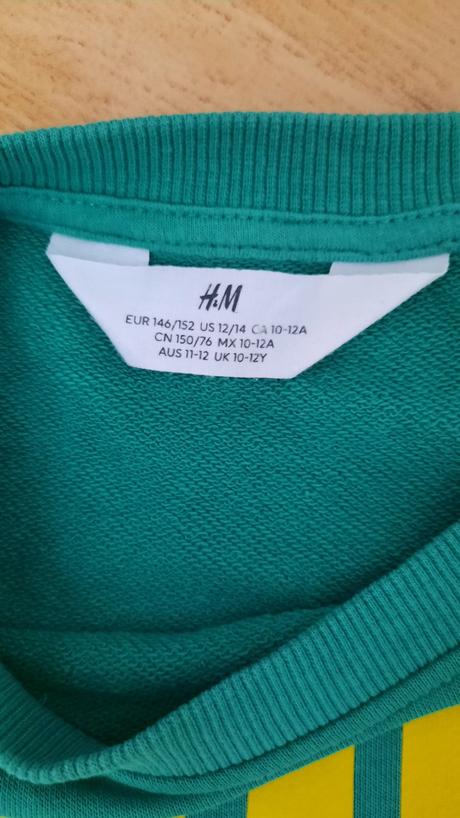 H&M
EUR 146/152 US 12/14 CA 10-12A
CN 150/76 MX 10-12A
AUS 11-12 UK 10-12Y